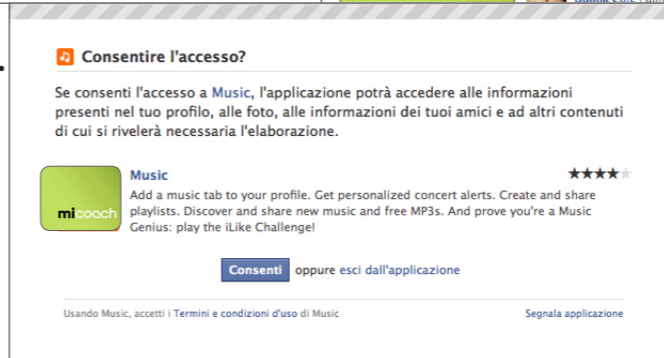 Consentire l'accesso?
Se consenti l'accesso a Music, l'applicazione potrà accedere alle informazioni
presenti nel tuo profilo, alle foto, alle informazioni dei tuoi amici e ad altri contenuti
di cui si rivelerà necessaria l'elaborazione.
Music
Add a music tab to your profile. Get personalized concert alerts. Create and share
playlists. Discover and share new music and free MP3s. And prove you're a Music
Genius: play the iLike Challenge!
micoach
Consenti oppure esci dall'applicazione
Usando Music, accetti i Termini e condizioni d'uso di Music
Segnala applicazione